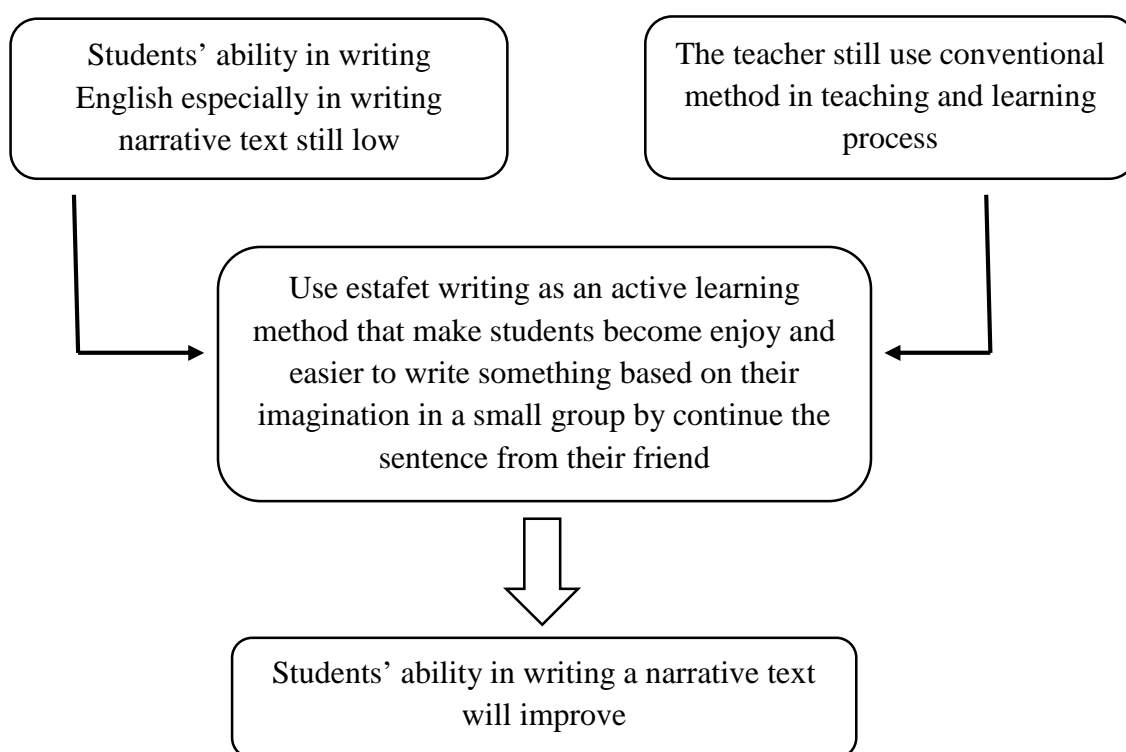 Students’ ability in writing
English especially in writing
narrative text still low
The teacher still use conventional
method in teaching and learning
process
Use estafet writing as an active learning
method that make students become enjoy and
easier to write something based on their
imagination in a small group by continue the
sentence from their friend
Students’ ability in writing a narrative text
will improve